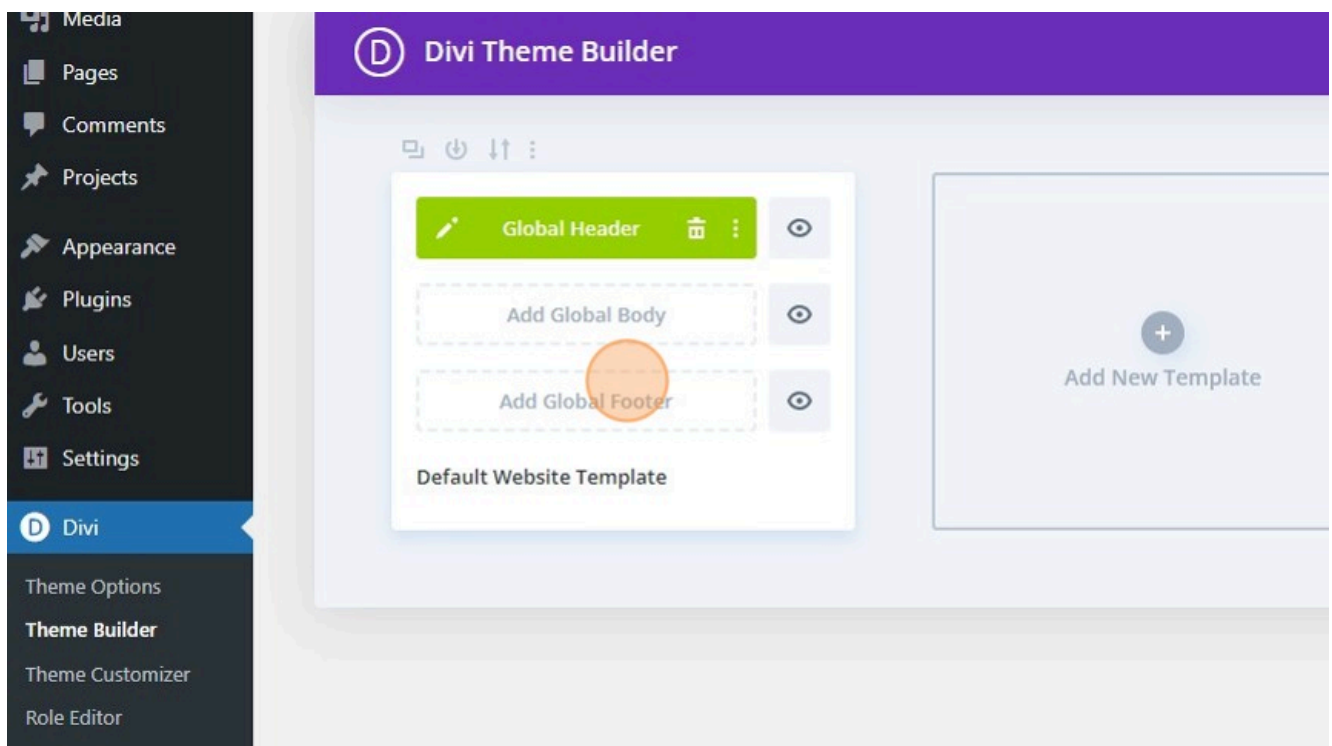 Media
Pages
Comments
Projects
Appearance
Plugins
Users
Tools
Settings
D Divi
Theme Options
Theme Builder
Theme Customizer
Role Editor
D Divi Theme Builder
Global Header
Add Global Body
Add Global Footer
Default Website Template
Add New Template